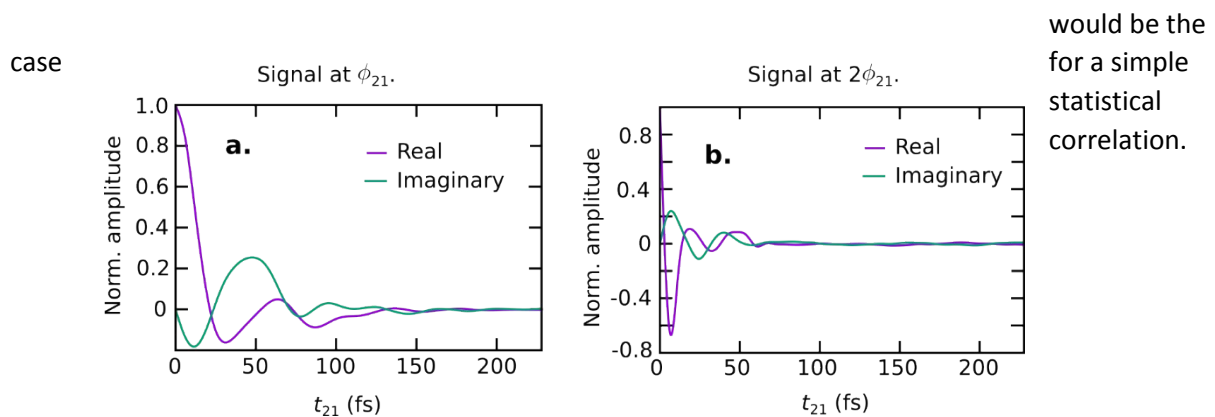 would be the
case
for a simple
statistical
correlation.
Signal at ϕ₂₁.
a.
Real
Imaginary
Norm. amplitude
1.0
0.8
0.6
0.4
0.2
0
0 50 100 150 200
t₂₁ (fs)
Signal at 2ϕ₂₁.
b.
Real
Imaginary
Norm. amplitude
0.8
0.4
0
-0.4
-0.8
0 50 100 150 200
t₂₁ (fs)